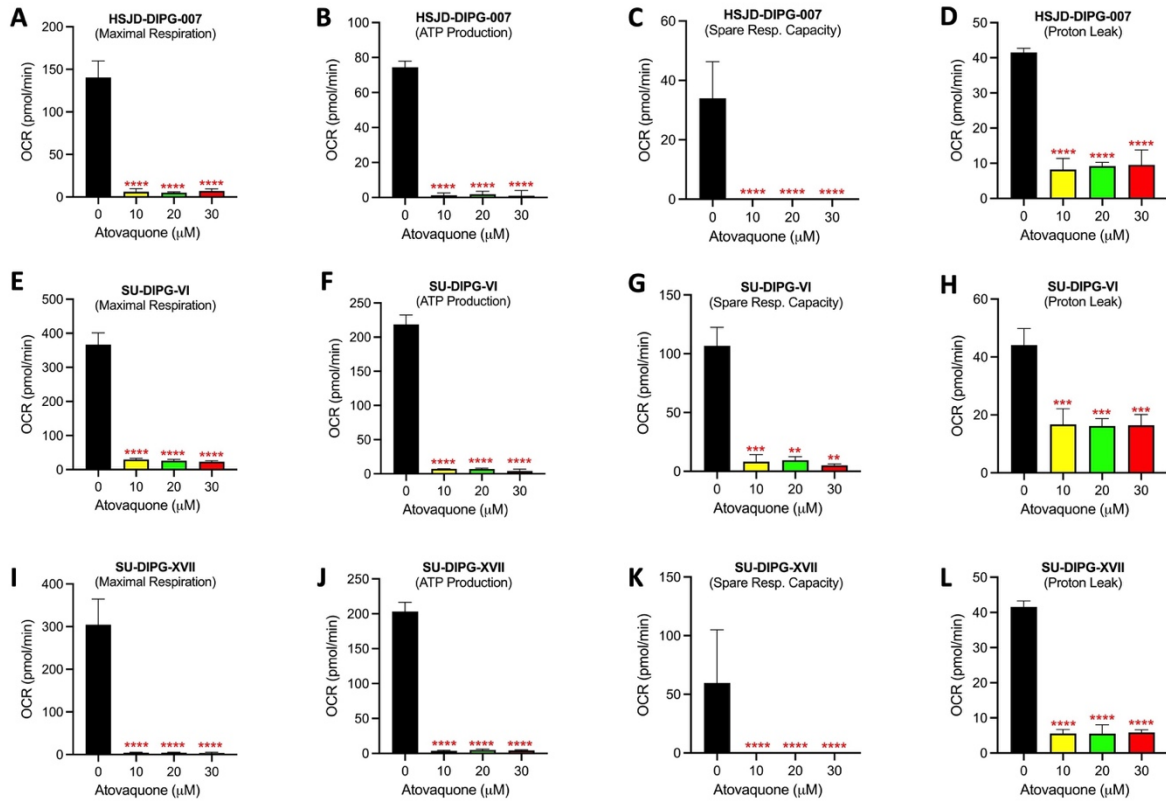 A
HSJD-DIPG-007
(Maximal Respiration)
OCR (pmol/min)
200
150
100
50
0
**** **** ****
0 10 20 30
Atovaquone (μM)
B
HSJD-DIPG-007
(ATP Production)
OCR (pmol/min)
100
80
60
40
20
0
**** **** ****
0 10 20 30
Atovaquone (μM)
C
HSJD-DIPG-007
(Spare Resp. Capacity)
OCR (pmol/min)
60
40
20
0
**** **** ****
0 10 20 30
Atovaquone (μM)
D
HSJD-DIPG-007
(Proton Leak)
OCR (pmol/min)
50
40
30
20
10
0
**** **** ****
0 10 20 30
Atovaquone (μM)
E
SU-DIPG-VI
(Maximal Respiration)
OCR (pmol/min)
500
400
300
200
100
50
0
**** **** ****
0 10 20 30
Atovaquone (μM)
F
SU-DIPG-VI
(ATP Production)
OCR (pmol/min)
250
200
150
100
50
0
**** **** ****
0 10 20 30
Atovaquone (μM)
G
SU-DIPG-VI
(Spare Resp. Capacity)
OCR (pmol/min)
150
100
50
0
*** ** **
0 10 20 30
Atovaquone (μM)
H
SU-DIPG-VI
(Proton Leak)
OCR (pmol/min)
60
40
20
0
*** *** ***
0 10 20 30
Atovaquone (μM)
I
SU-DIPG-XVII
(Maximal Respiration)
OCR (pmol/min)
400
300
200
100
0
**** **** ****
0 10 20 30
Atovaquone (μM)
J
SU-DIPG-XVII
(ATP Production)
OCR (pmol/min)
250
200
150
100
50
0
**** **** ****
0 10 20 30
Atovaquone (μM)
K
SU-DIPG-XVII
(Spare Resp. Capacity)
OCR (pmol/min)
150
100
50
0
**** **** ****
0 10 20 30
Atovaquone (μM)
L
SU-DIPG-XVII
(Proton Leak)
OCR (pmol/min)
50
40
30
20
10
0
**** **** ****
0 10 20 30
Atovaquone (μM)